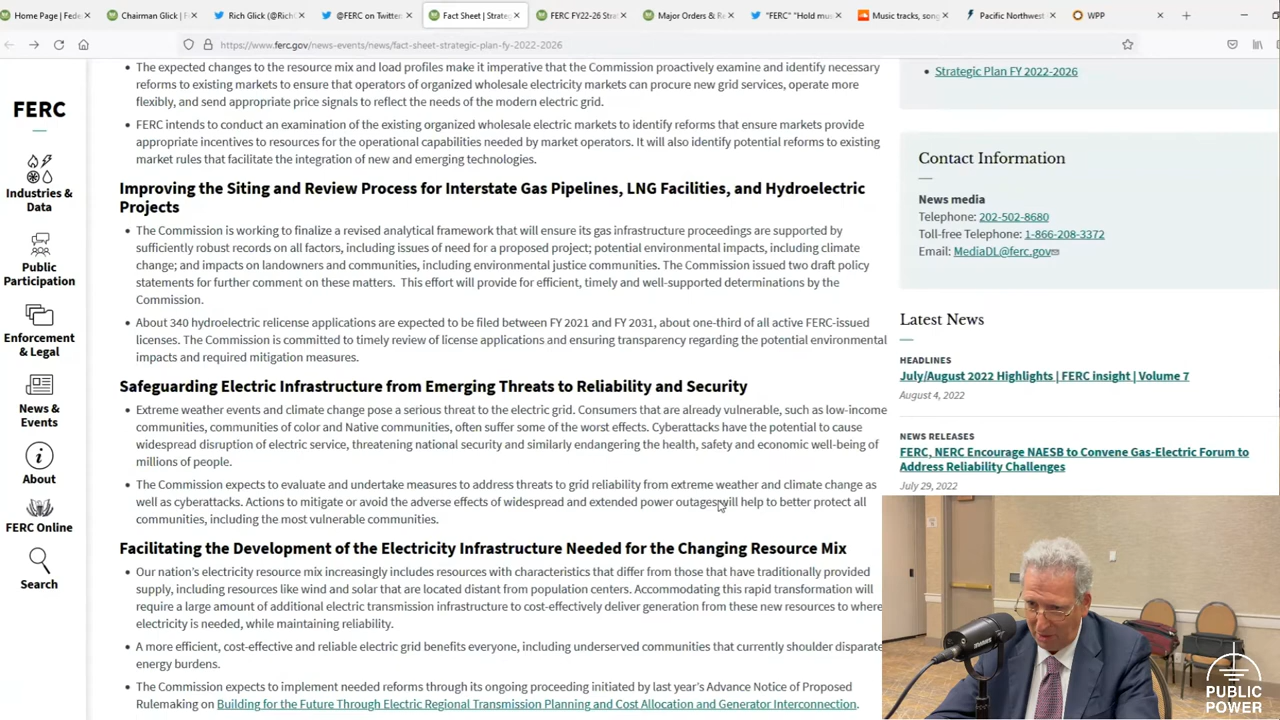 Home Page | Fede
Chairman Glick | F
Rich Glick (@Rich
@FERC on Twitter
Fact Sheet | Strate
FERC FY22-26 Stra
Major Orders & Re
"FERC" "Hold mus
Music tracks, song
Pacific Northwest
WPP
https://www.ferc.gov/news-events/news/fact-sheet-strategic-plan-fy-2022-2026
FERC
Industries &
Data
Public
Participation
Enforcement
& Legal
News &
Events
About
FERC Online
Search
• The expected changes to the resource mix and load profiles make it imperative that the Commission proactively examine and identify necessary
reforms to existing markets to ensure that operators of organized wholesale electricity markets can procure new grid services, operate more
flexibly, and send appropriate price signals to reflect the needs of the modern electric grid.
• FERC intends to conduct an examination of the existing organized wholesale electric markets to identify reforms that ensure markets provide
appropriate incentives to resources for the operational capabilities needed by market operators. It will also identify potential reforms to existing
market rules that facilitate the integration of new and emerging technologies.
Improving the Siting and Review Process for Interstate Gas Pipelines, LNG Facilities, and Hydroelectric
Projects
• The Commission is working to finalize a revised analytical framework that will ensure its gas infrastructure proceedings are supported by
sufficiently robust records on all factors, including issues of need for a proposed project; potential environmental impacts, including climate
change; and impacts on landowners and communities, including environmental justice communities. The Commission issued two draft policy
statements for further comment on these matters. This effort will provide for efficient, timely and well-supported determinations by the
Commission.
• About 340 hydroelectric relicense applications are expected to be filed between FY 2021 and FY 2031, about one-third of all active FERC-issued
licenses. The Commission is committed to timely review of license applications and ensuring transparency regarding the potential environmental
impacts and required mitigation measures.
Safeguarding Electric Infrastructure from Emerging Threats to Reliability and Security
• Extreme weather events and climate change pose a serious threat to the electric grid. Consumers that are already vulnerable, such as low-income
communities, communities of color and Native communities, often suffer some of the worst effects. Cyberattacks have the potential to cause
widespread disruption of electric service, threatening national security and similarly endangering the health, safety and economic well-being of
millions of people.
• The Commission expects to evaluate and undertake measures to address threats to grid reliability from extreme weather and climate change as
well as cyberattacks. Actions to mitigate or avoid the adverse effects of widespread and extended power outages will help to better protect all
communities, including the most vulnerable communities.
Facilitating the Development of the Electricity Infrastructure Needed for the Changing Resource Mix
• Our nation's electricity resource mix increasingly includes resources with characteristics that differ from those that have traditionally provided
supply, including resources like wind and solar that are located distant from population centers. Accommodating this rapid transformation will
require a large amount of additional electric transmission infrastructure to cost-effectively deliver generation from these new resources to where
electricity is needed, while maintaining reliability.
• A more efficient, cost-effective and reliable electric grid benefits everyone, including underserved communities that currently shoulder disparate
energy burdens.
• The Commission expects to implement needed reforms through its ongoing proceeding initiated by last year's Advance Notice of Proposed
Rulemaking on Building for the Future Through Electric Regional Transmission Planning and Cost Allocation and Generator Interconnection.
• Strategic Plan FY 2022-2026
Contact Information
News media
Telephone: 202-502-8680
Toll-free Telephone: 1-866-208-3372
Email: MediaDL@ferc.gov
Latest News
HEADLINES
July/August 2022 Highlights | FERC insight | Volume 7
August 4, 2022
NEWS RELEASES
FERC, NERC Encourage NAESB to Convene Gas-Electric Forum to
Address Reliability Challenges
July 29, 2022
PUBLIC
POWER